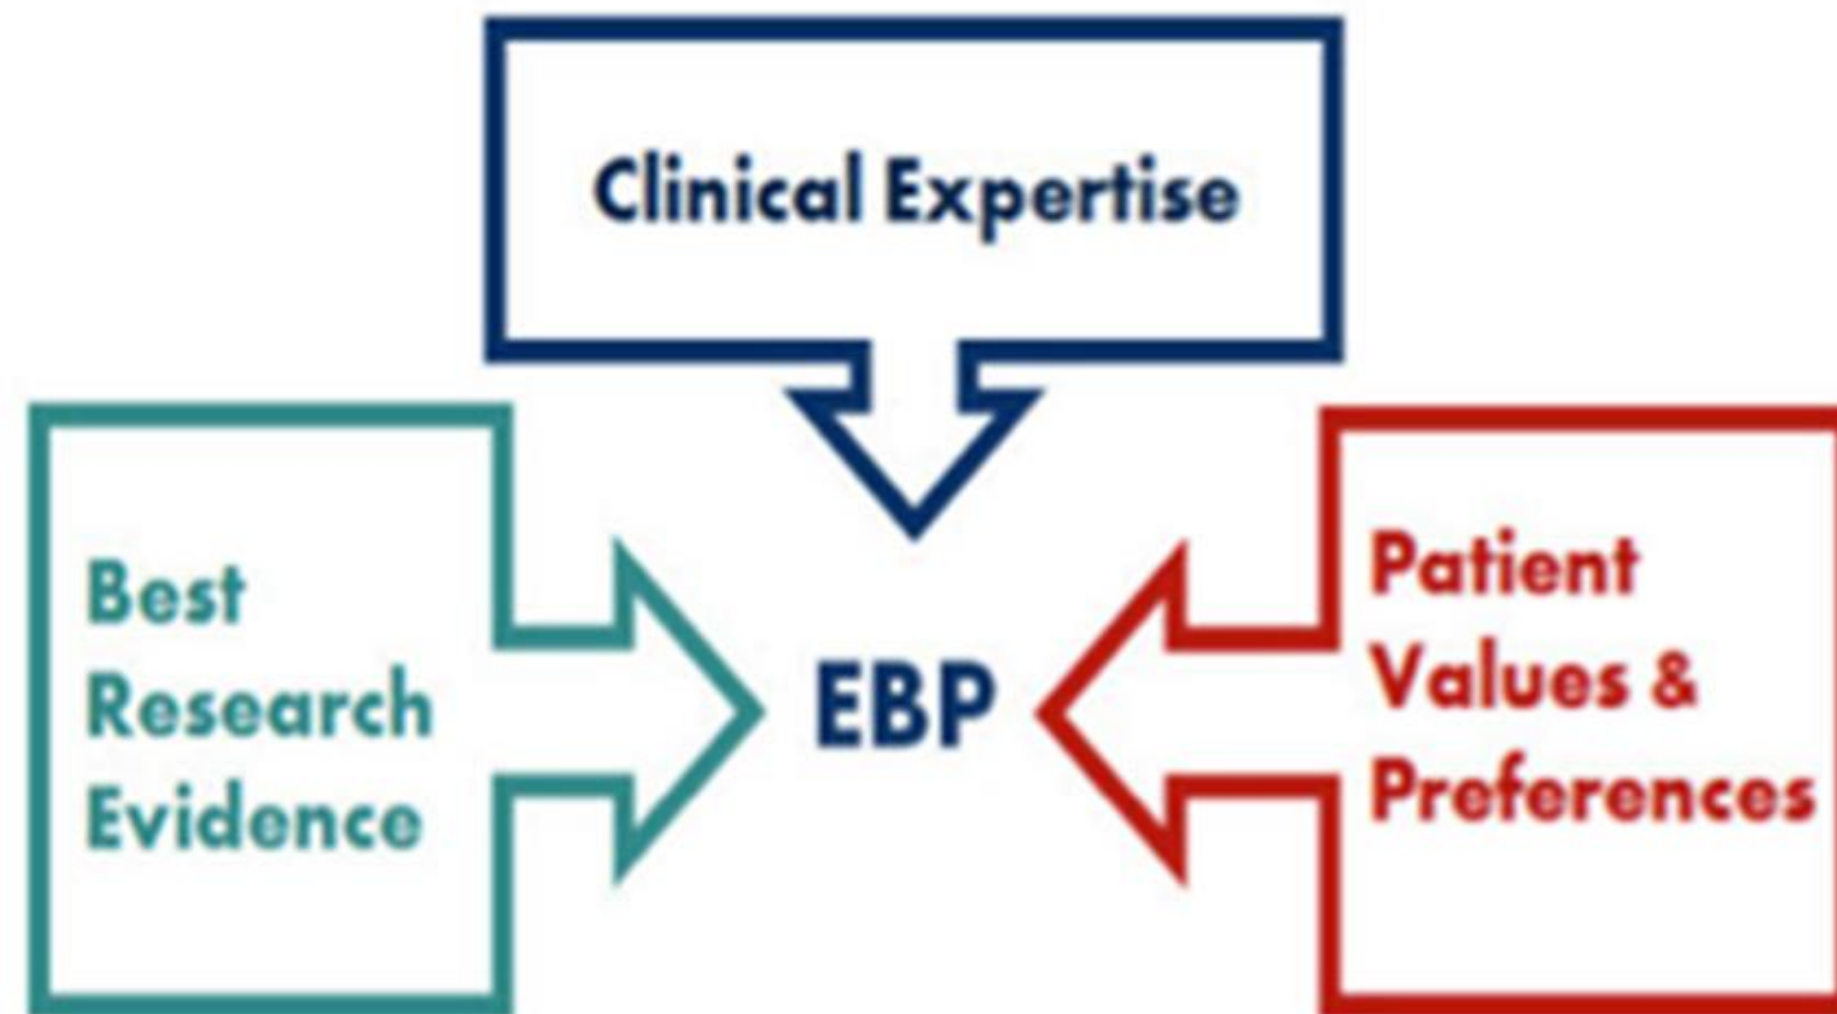 Clinical Expertise
Best
Research
Evidence
EBP
Patient
Values &
Preferences